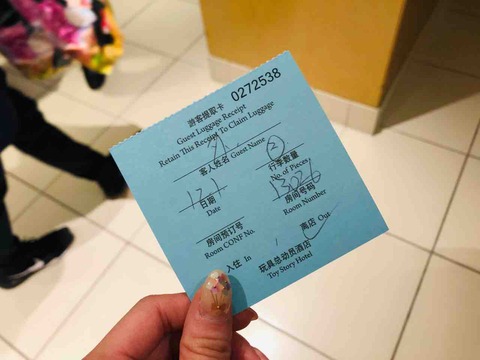 0272538
游客提取卡
Guest Luggage Receipt
Retain This Receipt To Claim Luggage
客人姓名 Guest Name
②
行李数量
No. of Pieces
日期
Date
房间号码
Room Number
房间预订号
Room CONF No.
入住 In
离店 Out
玩具总动员酒店
Toy Story Hotel